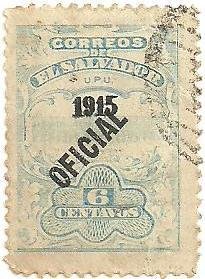 CORREOS
DE
EL SALVADOR
U.P.U.
1915
OFICIAL
6
CENTAVOS